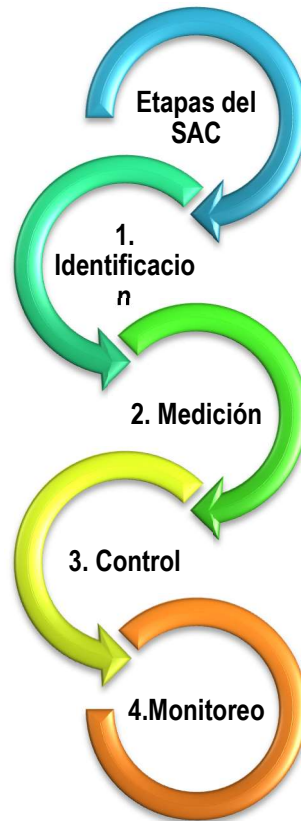 Etapas del
SAC
1.
Identificacio
n
2. Medición
3. Control
4.Monitoreo